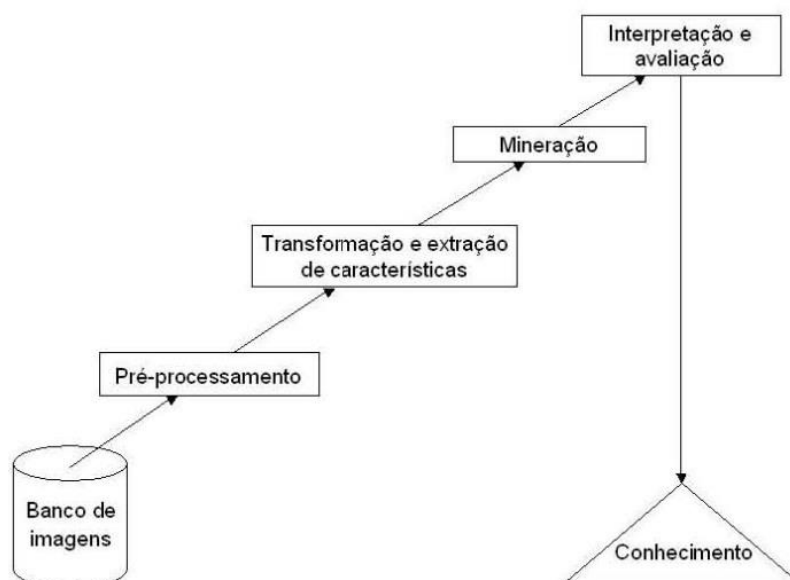 Interpretação e
avaliação
Mineração
Transformação e extração
de características
Pré-processamento
Banco de
imagens
Conhecimento